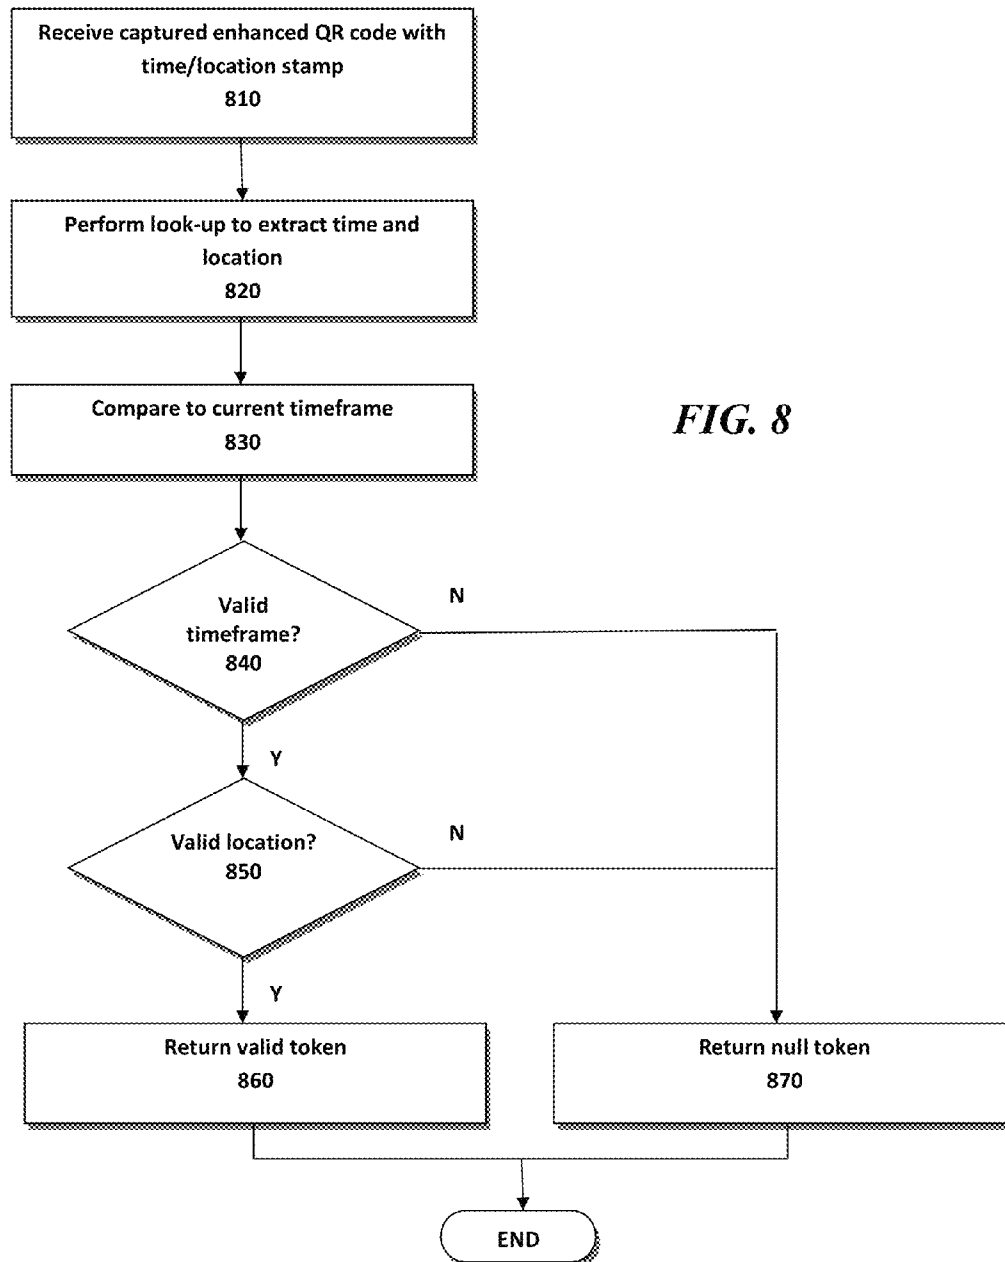 Receive captured enhanced QR code with
time/location stamp
810
Perform look-up to extract time and
location
820
Compare to current timeframe
830
FIG. 8
Valid
timeframe?
840
N
Y
Valid location?
850
N
Y
Return valid token
860
Return null token
870
END